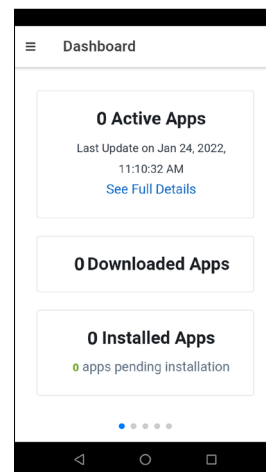 Dashboard
0 Active Apps
Last Update on Jan 24, 2022,
11:10:32 AM
See Full Details
0 Downloaded Apps
0 Installed Apps
0 apps pending installation